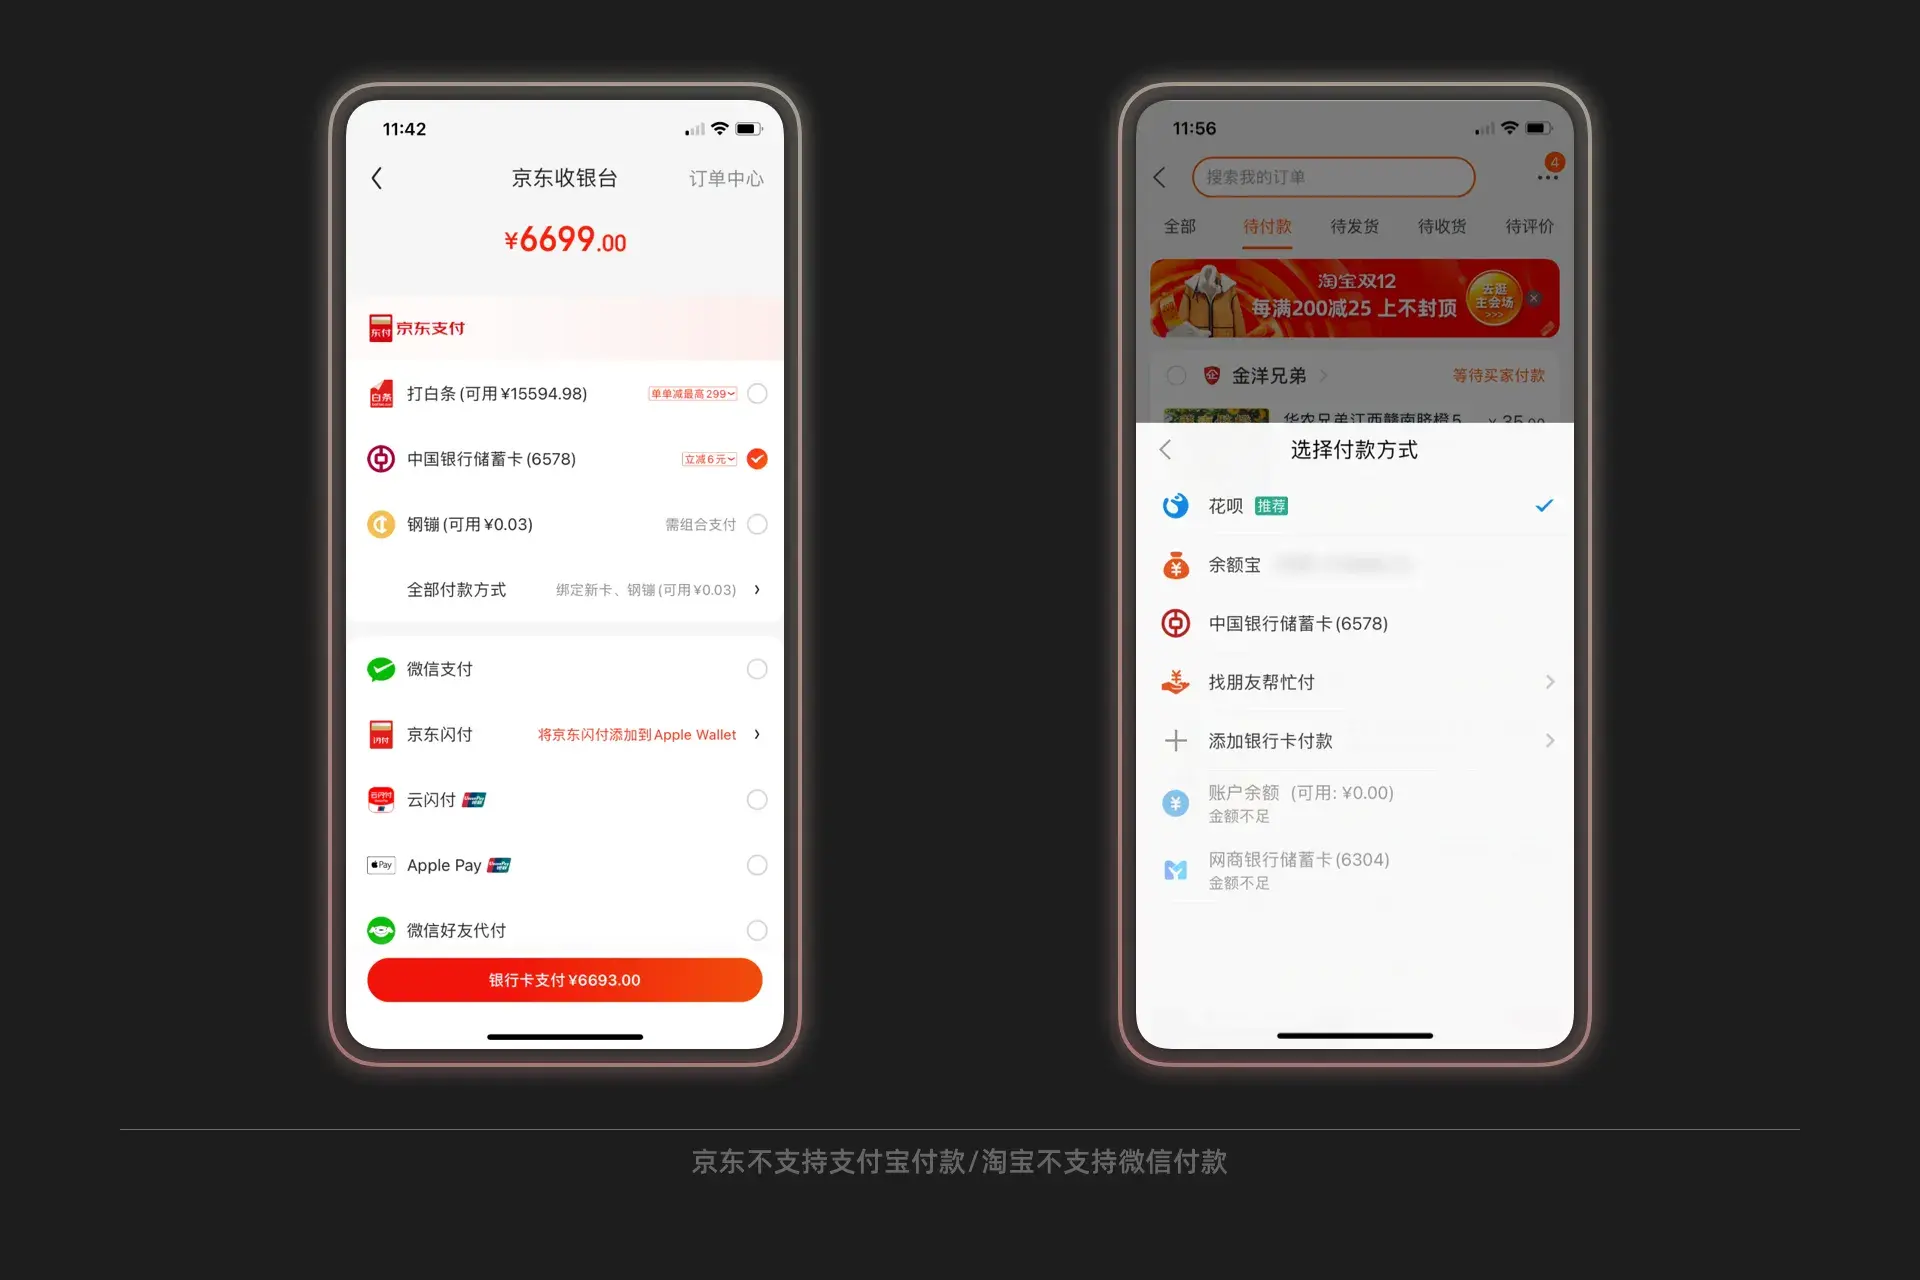 11:42
京东收银台
订单中心
¥6699.00
东付 京东支付
白条 打白条(可用¥15594.98) 单单减最高299
中国银行储蓄卡(6578) 立减6元
钢镚(可用¥0.03) 需组合支付
全部付款方式 绑定新卡、钢镚(可用¥0.03)
微信支付
闪付 京东闪付 将京东闪付添加到Apple Wallet
云闪付 云闪付
Pay Apple Pay
微信好友代付
银行卡支付¥6693.00
11:56
4
搜索我的订单
全部 待付款 待发货 待收货 待评价
淘宝双12
每满200减25 上不封顶
去逛
主会场
>>>
企 金洋兄弟 等待买家付款
华农兄弟江西赣南脐橙5 ¥35.00
选择付款方式
花呗 推荐
余额宝
中国银行储蓄卡(6578)
找朋友帮忙付
添加银行卡付款
账户余额 (可用: ¥0.00)
金额不足
网商银行储蓄卡(6304)
金额不足
京东不支持支付宝付款/淘宝不支持微信付款